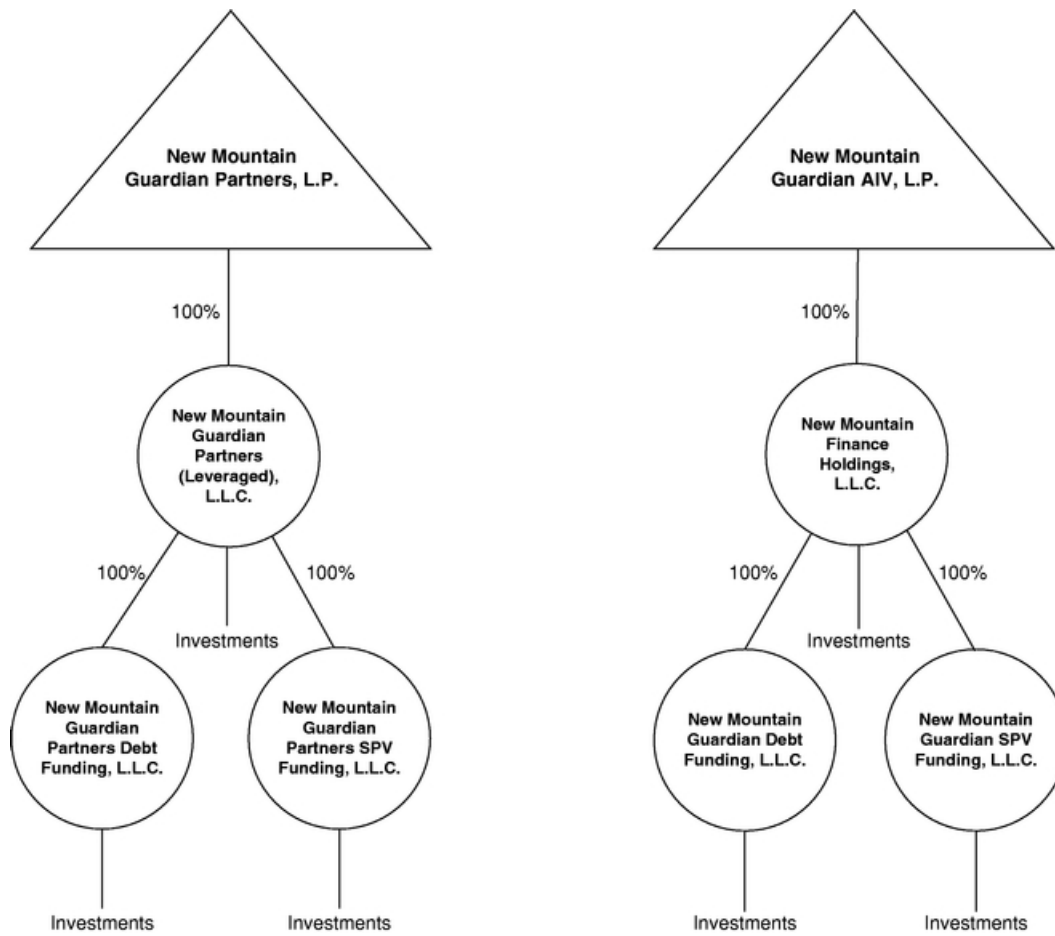 New Mountain
Guardian Partners, L.P.
100%
New Mountain
Guardian
Partners
(Leveraged),
L.L.C.
100%
100%
Investments
New Mountain
Guardian
Partners Debt
Funding, L.L.C.
New Mountain
Guardian
Partners SPV
Funding, L.L.C.
Investments
Investments
New Mountain
Guardian AIV, L.P.
100%
New Mountain
Finance
Holdings,
L.L.C.
100%
100%
Investments
New Mountain
Guardian Debt
Funding, L.L.C.
New Mountain
Guardian SPV
Funding, L.L.C.
Investments
Investments